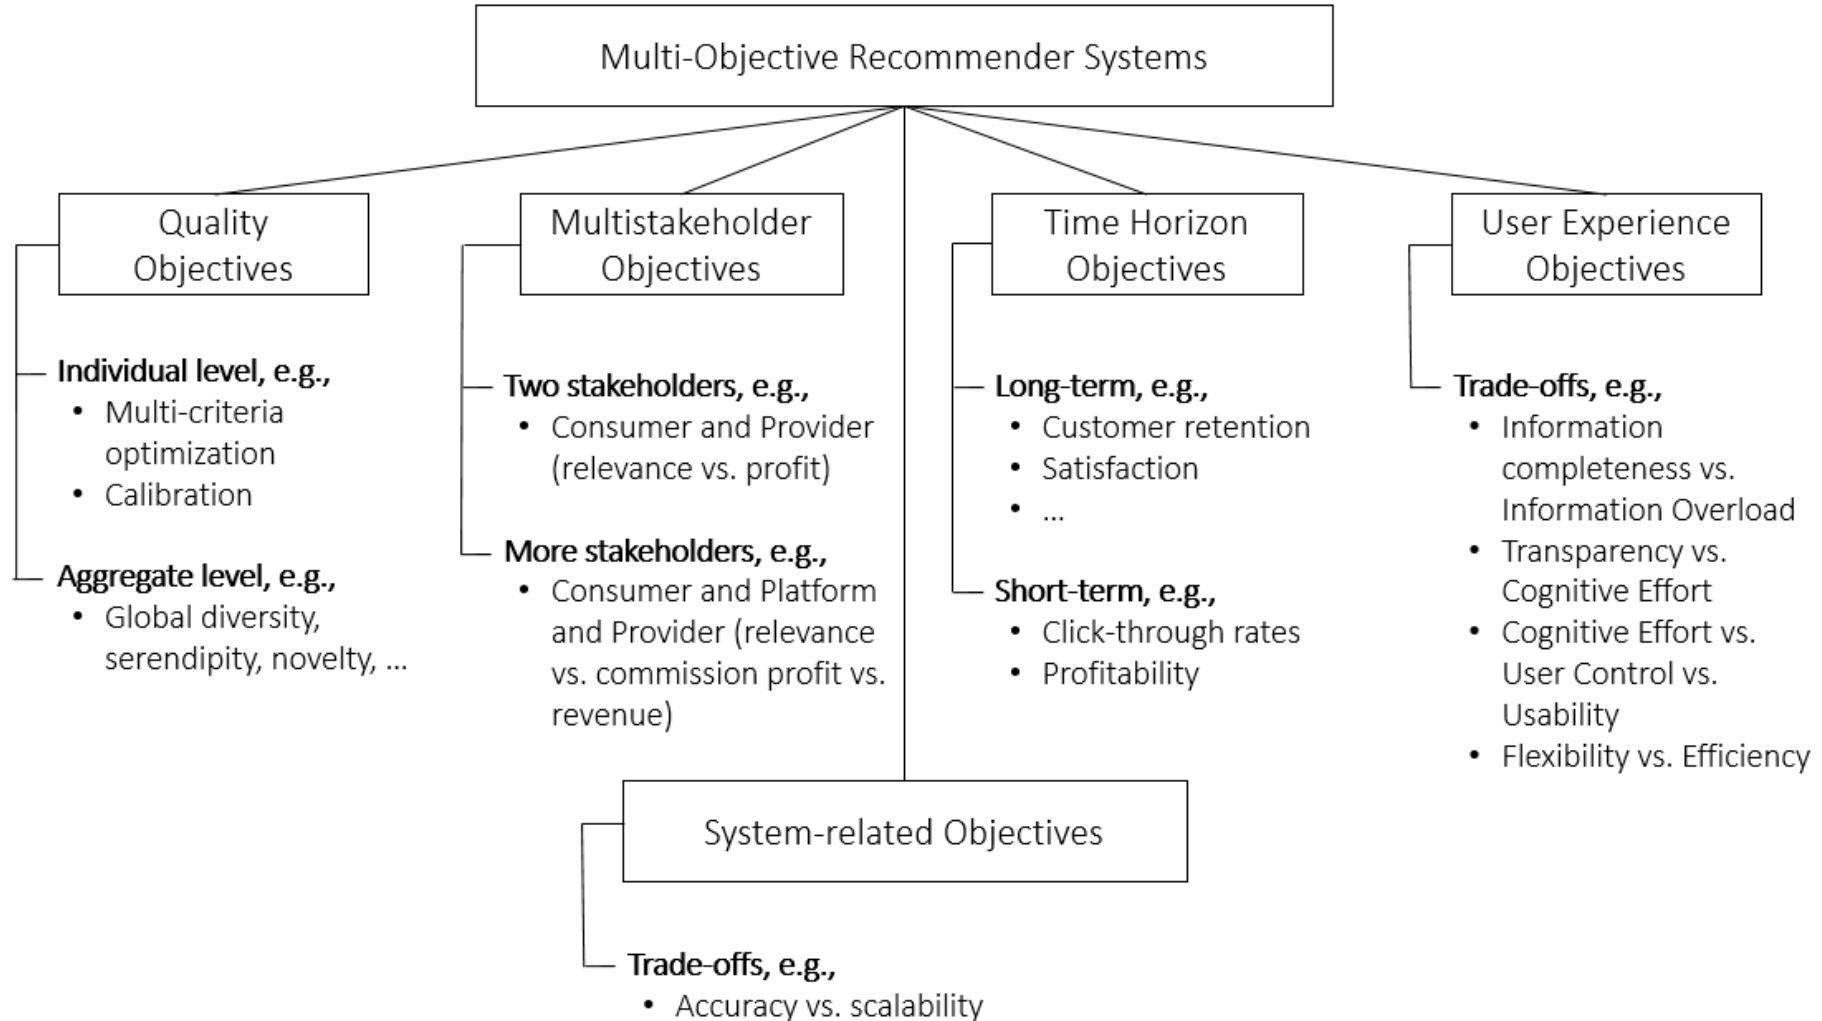 Multi-Objective Recommender Systems
Quality
Objectives
Individual level, e.g.,
• Multi-criteria
optimization
• Calibration
Aggregate level, e.g.,
• Global diversity,
serendipity, novelty, ...
Multistakeholder
Objectives
Two stakeholders, e.g.,
• Consumer and Provider
(relevance vs. profit)
More stakeholders, e.g.,
• Consumer and Platform
and Provider (relevance
vs. commission profit vs.
revenue)
Time Horizon
Objectives
Long-term, e.g.,
• Customer retention
• Satisfaction
• ...
Short-term, e.g.,
• Click-through rates
• Profitability
User Experience
Objectives
Trade-offs, e.g.,
• Information
completeness vs.
Information Overload
• Transparency vs.
Cognitive Effort
• Cognitive Effort vs.
User Control vs.
Usability
• Flexibility vs. Efficiency
System-related Objectives
Trade-offs, e.g.,
• Accuracy vs. scalability